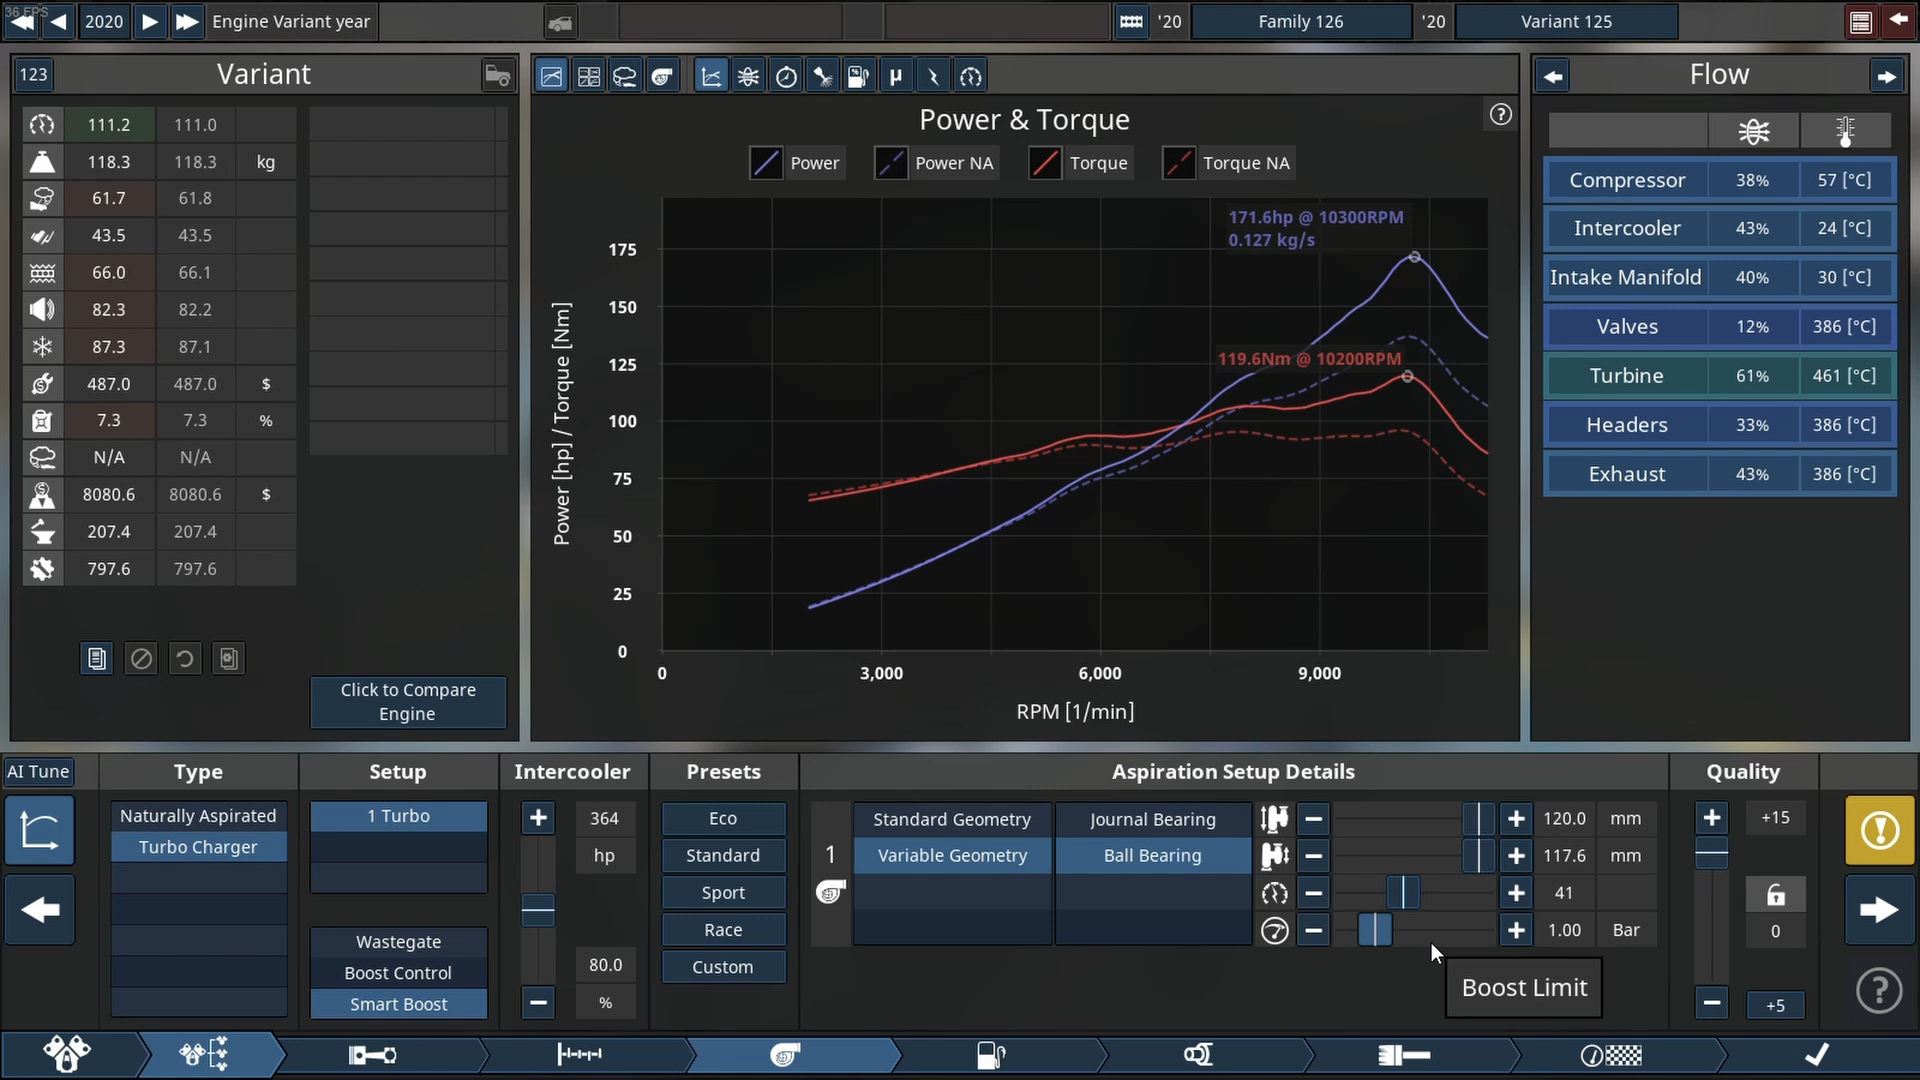 36 FPS
2020
Engine Variant year
'20
Family 126
'20
Variant 125
123
Variant
111.2 111.0
118.3 118.3 kg
61.7 61.8
43.5 43.5
66.0 66.1
82.3 82.2
87.3 87.1
487.0 487.0 $
7.3 7.3 %
N/A N/A
8080.6 8080.6 $
207.4 207.4
797.6 797.6
Click to Compare
Engine
Power & Torque
?
Power
Power NA
Torque
Torque NA
171.6hp @ 10300RPM
0.127 kg/s
119.6Nm @ 10200RPM
Power [hp] / Torque [Nm]
175
150
125
100
75
50
25
0
0 3,000 6,000 9,000
RPM [1/min]
Flow
Compressor 38% 57 [°C]
Intercooler 43% 24 [°C]
Intake Manifold 40% 30 [°C]
Valves 12% 386 [°C]
Turbine 61% 461 [°C]
Headers 33% 386 [°C]
Exhaust 43% 386 [°C]
AI Tune
Type
Naturally Aspirated
Turbo Charger
Setup
1 Turbo
Wastegate
Boost Control
Smart Boost
Intercooler
364
hp
80.0
%
Presets
Eco
Standard
Sport
Race
Custom
Aspiration Setup Details
1
Standard Geometry
Variable Geometry
Journal Bearing
Ball Bearing
120.0 mm
117.6 mm
41
1.00 Bar
Boost Limit
Quality
+15
0
+5
?